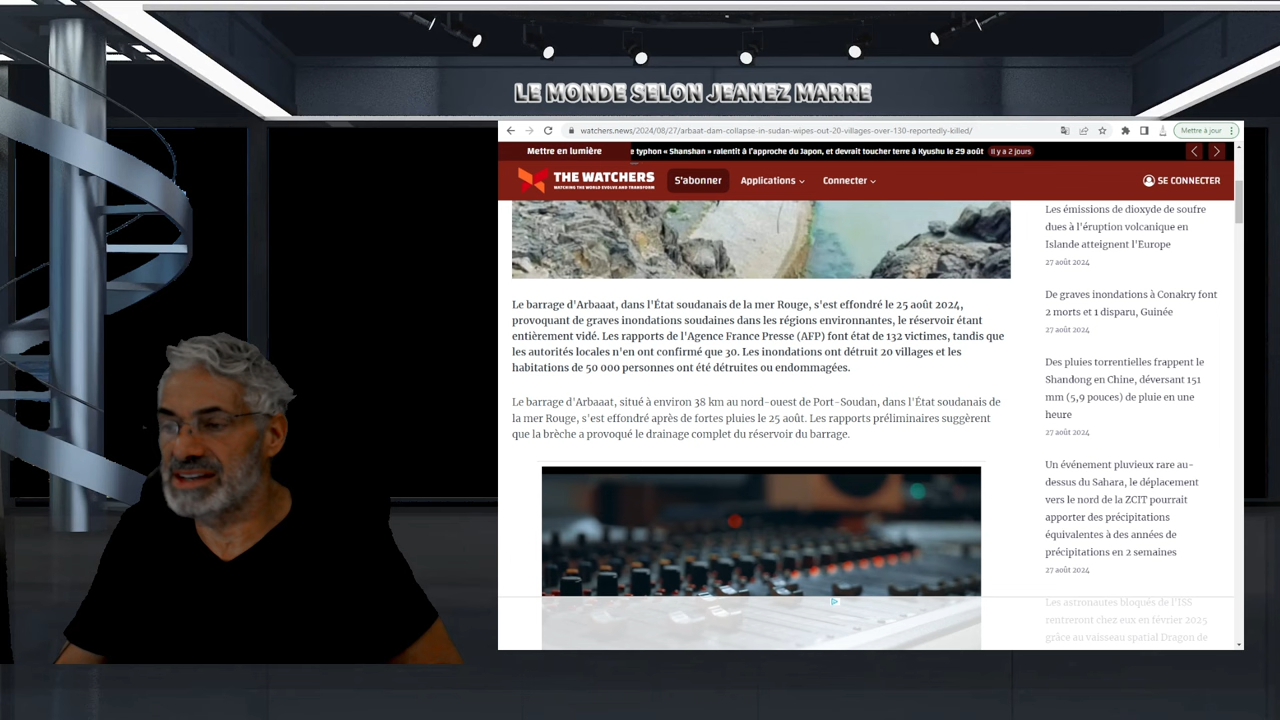 LE MONDE SELON JEANEZ MARRE
watchers.news/2024/08/27/arbaat-dam-collapse-in-sudan-wipes-out-20-villages-over-130-reportedly-killed/
Mettre à jour
Mettre en lumière
e typhon « Shanshan » ralentit à l'approche du Japon, et devrait toucher terre à Kyushu le 29 août
Il y a 2 jours
THE WATCHERS
WATCHING THE WORLD EVOLVE AND TRANSFORM
S'abonner
Applications
Connecter
SE CONNECTER
Le barrage d'Arbaaat, dans l'État soudanais de la mer Rouge, s'est effondré le 25 août 2024,
provoquant de graves inondations soudaines dans les régions environnantes, le réservoir étant
entièrement vidé. Les rapports de l'Agence France Presse (AFP) font état de 132 victimes, tandis que
les autorités locales n'en ont confirmé que 30. Les inondations ont détruit 20 villages et les
habitations de 50 000 personnes ont été détruites ou endommagées.
Le barrage d'Arbaaat, situé à environ 38 km au nord-ouest de Port-Soudan, dans l'État soudanais de
la mer Rouge, s'est effondré après de fortes pluies le 25 août. Les rapports préliminaires suggèrent
que la brèche a provoqué le drainage complet du réservoir du barrage.
Les émissions de dioxyde de soufre
dues à l'éruption volcanique en
Islande atteignent l'Europe
27 août 2024
De graves inondations à Conakry font
2 morts et 1 disparu, Guinée
27 août 2024
Des pluies torrentielles frappent le
Shandong en Chine, déversant 151
mm (5,9 pouces) de pluie en une
heure
27 août 2024
Un événement pluvieux rare au-
dessus du Sahara, le déplacement
vers le nord de la ZCIT pourrait
apporter des précipitations
équivalentes à des années de
précipitations en 2 semaines
27 août 2024
Les astronautes bloqués de l'ISS
rentreront chez eux en février 2025
grâce au vaisseau spatial Dragon de